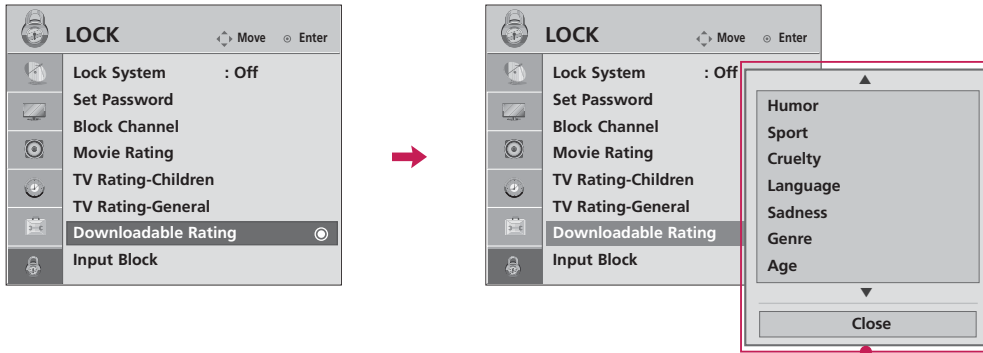 LOCK Move Enter
Lock System : Off
Set Password
Block Channel
Movie Rating
TV Rating-Children
TV Rating-General
Downloadable Rating
Input Block
LOCK Move Enter
Lock System : Off
Set Password
Block Channel
Movie Rating
TV Rating-Children
TV Rating-General
Downloadable Rating
Input Block
Humor
Sport
Cruelty
Language
Sadness
Genre
Age
Close